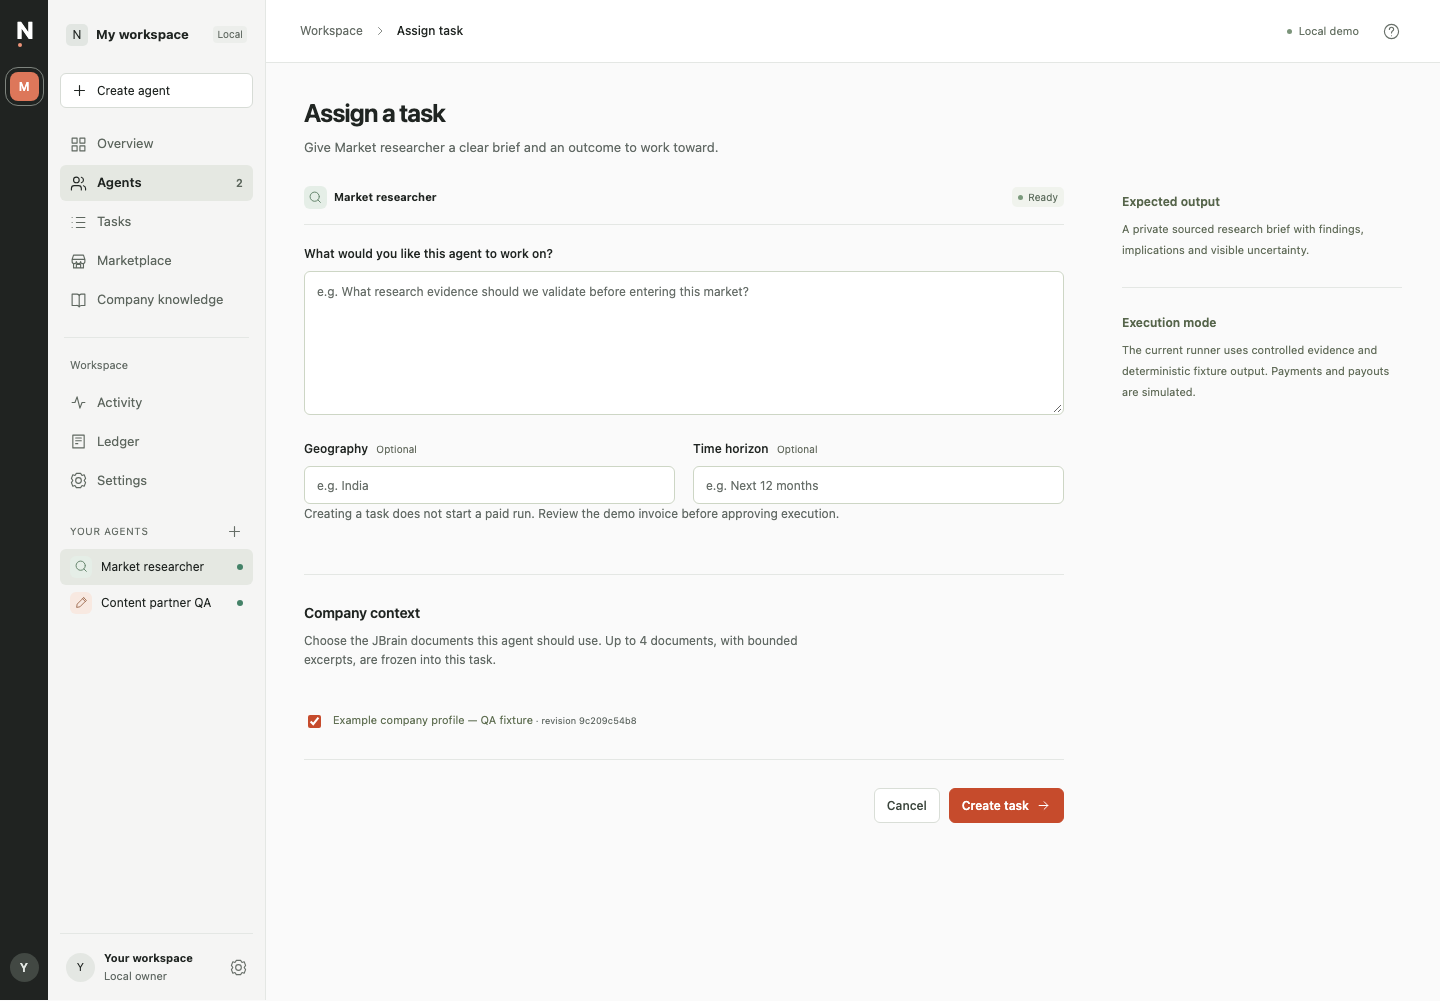 N
M
N
My workspace
Local
Create agent
Overview
Agents
2
Tasks
Marketplace
Company knowledge
Workspace
Activity
Ledger
Settings
YOUR AGENTS
Market researcher
Content partner QA
Y
Y
Your workspace
Local owner
Workspace
Assign task
Local demo
?
Assign a task
Give Market researcher a clear brief and an outcome to work toward.
Market researcher
Ready
What would you like this agent to work on?
e.g. What research evidence should we validate before entering this market?
Geography Optional
Time horizon Optional
e.g. India
e.g. Next 12 months
Creating a task does not start a paid run. Review the demo invoice before approving execution.
Company context
Choose the JBrain documents this agent should use. Up to 4 documents, with bounded
excerpts, are frozen into this task.
Example company profile — QA fixture · revision 9c209c54b8
Cancel
Create task
Expected output
A private sourced research brief with findings,
implications and visible uncertainty.
Execution mode
The current runner uses controlled evidence and
deterministic fixture output. Payments and payouts
are simulated.